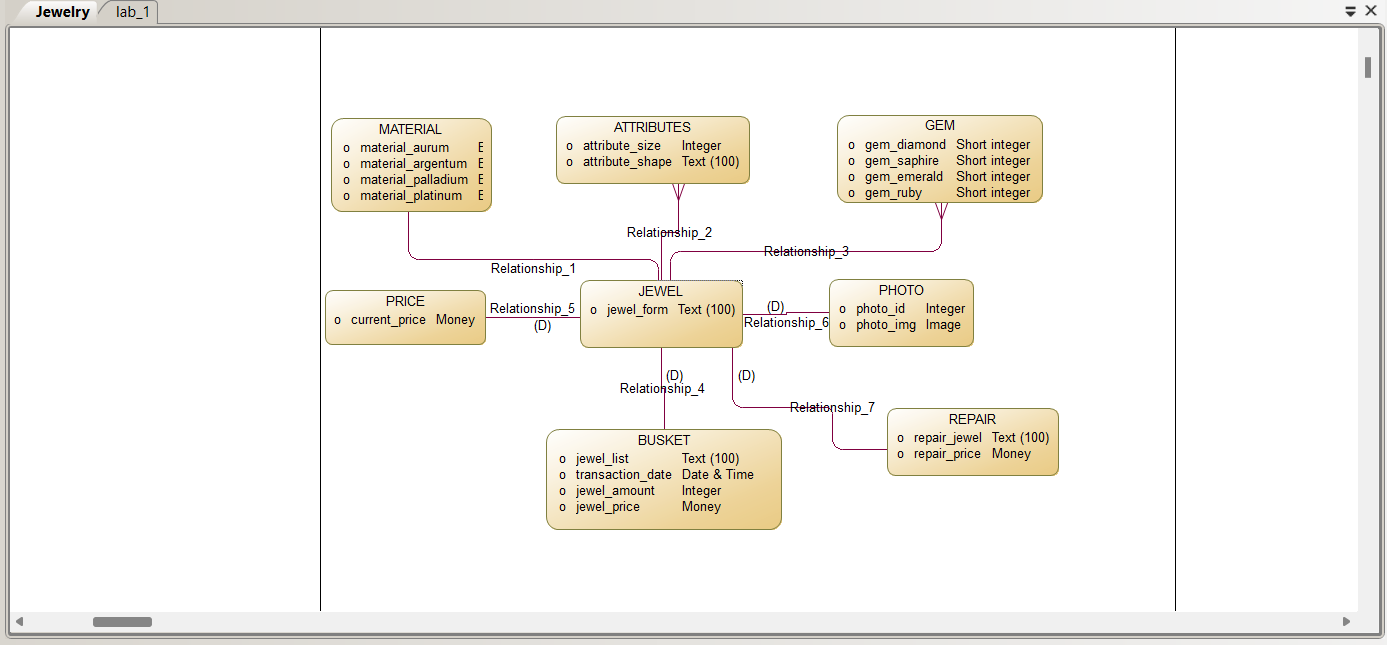 Jewelry lab_1
MATERIAL
o material_aurum E
o material_argentum E
o material_palladium E
o material_platinum E
ATTRIBUTES
o attribute_size Integer
o attribute_shape Text (100)
GEM
o gem_diamond Short integer
o gem_saphire Short integer
o gem_emerald Short integer
o gem_ruby Short integer
Relationship_2
Relationship_3
Relationship_1
PRICE
o current_price Money
Relationship_5
(D)
JEWEL
o jewel_form Text (100)
(D)
Relationship_6
PHOTO
o photo_id Integer
o photo_img Image
(D)
Relationship_4
(D)
Relationship_7
REPAIR
o repair_jewel Text (100)
o repair_price Money
BUSKET
o jewel_list Text (100)
o transaction_date Date & Time
o jewel_amount Integer
o jewel_price Money